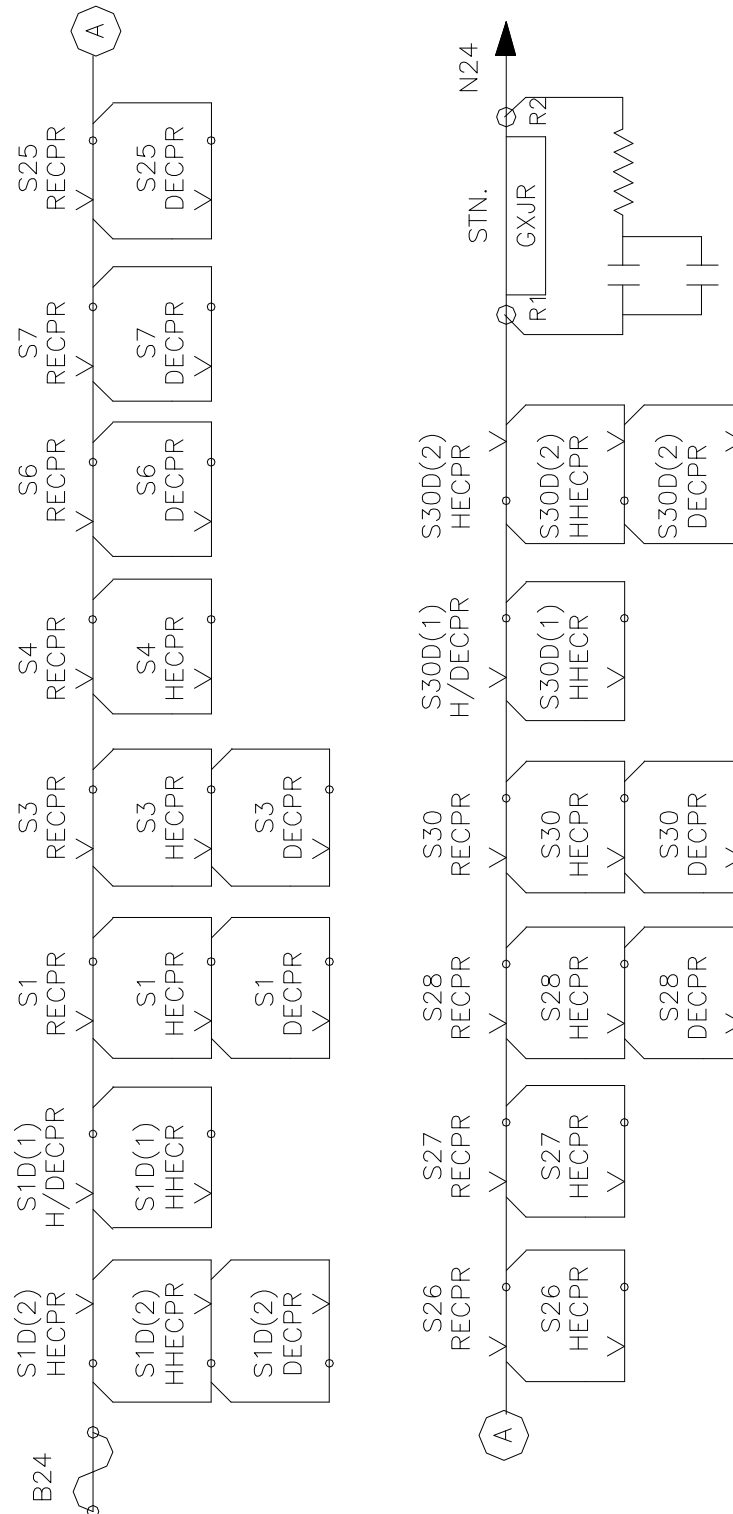 B24
S1D(2)
HECPR
S1D(2)
HHECPR
S1D(2)
DECPR
S1D(1)
H/DECPR
S1D(1)
HHECR
S1
RECPR
S1
HECPR
S1
DECPR
S3
RECPR
S3
HECPR
S3
DECPR
S4
RECPR
S4
HECPR
S6
RECPR
S6
DECPR
S7
RECPR
S7
DECPR
S25
RECPR
S25
DECPR
A
A
S26
RECPR
S26
HECPR
S27
RECPR
S27
HECPR
S28
RECPR
S28
HECPR
S28
DECPR
S30
RECPR
S30
HECPR
S30
DECPR
S30D(1)
H/DECPR
S30D(1)
HHECR
S30D(2)
HECPR
S30D(2)
HHECPR
S30D(2)
DECPR
STN.
GXJR
R1
R2
N24